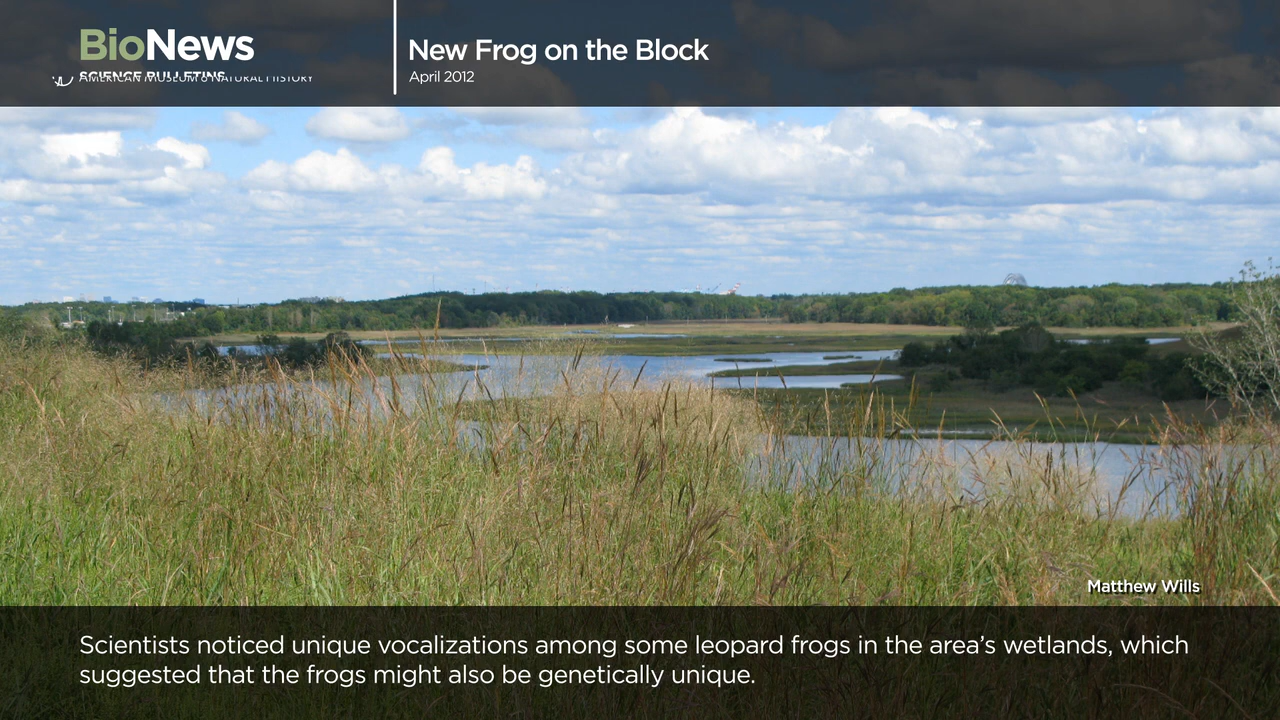 BioNews
New Frog on the Block
April 2012
Matthew Wills
Scientists noticed unique vocalizations among some leopard frogs in the area’s wetlands, which
suggested that the frogs might also be genetically unique.